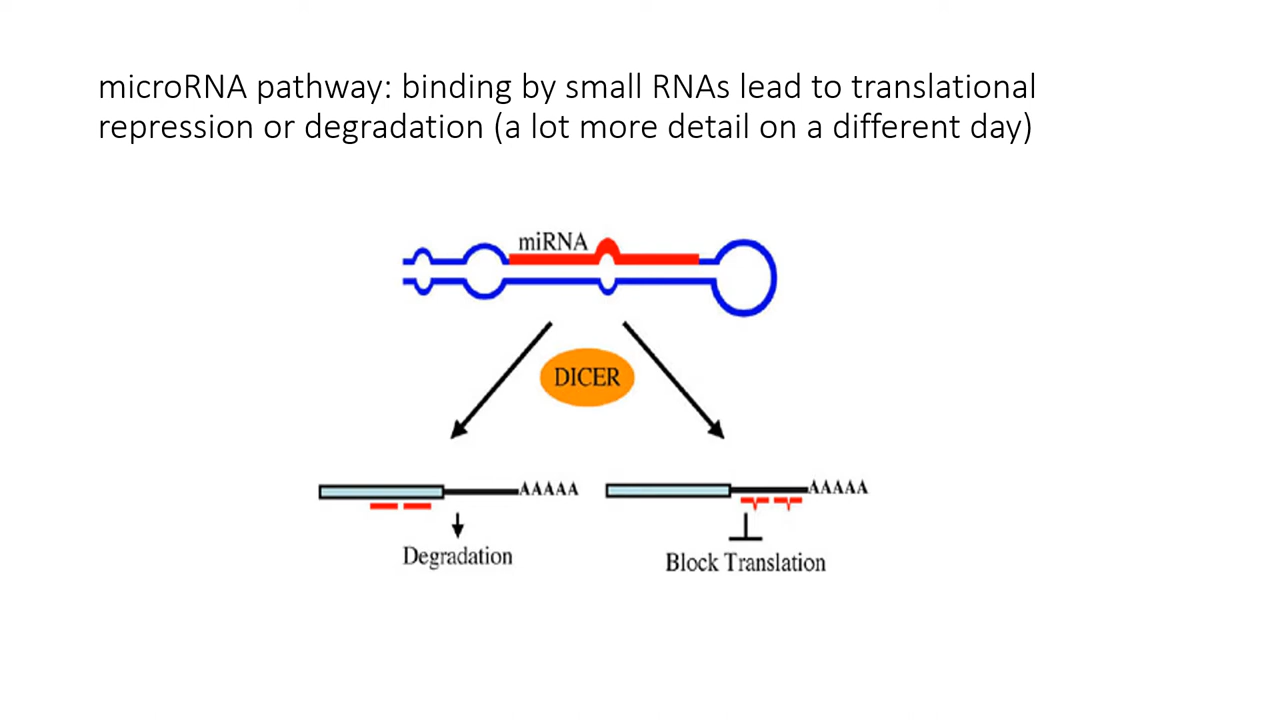 microRNA pathway: binding by small RNAs lead to translational
repression or degradation (a lot more detail on a different day)
miRNA
DICER
AAAAA
AAAAA
Degradation
Block Translation